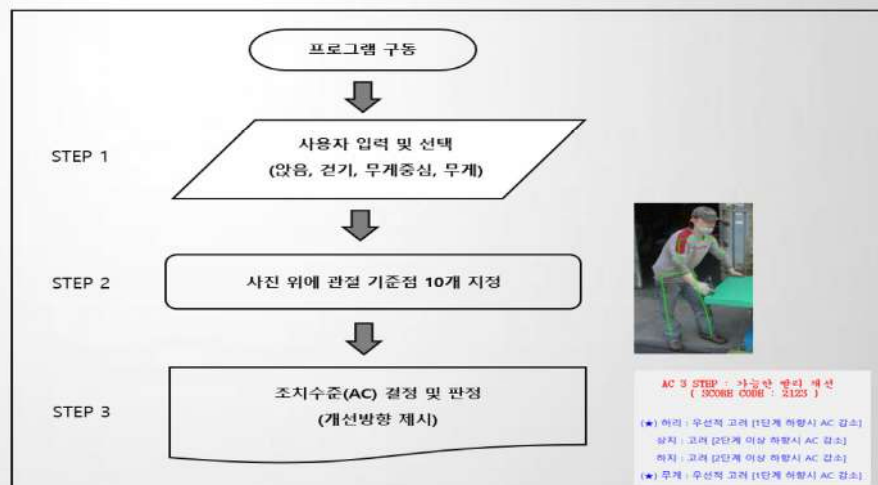 프로그램 구동
STEP 1
사용자 입력 및 선택
(앉음, 걷기, 무게중심, 무게)
STEP 2
사진 위에 관절 기준점 10개 지정
STEP 3
조치수준(AC) 결정 및 판정
(개선방향 제시)
AC 3 STEP : 가능한 빨리 개선
( SCORE CODE : 2123 )
(★) 허리 : 우선적 고려 [1단계 하향시 AC 감소]
상지 : 고려 [2단계 이상 하향시 AC 감소]
하지 : 고려 [2단계 이상 하향시 AC 감소]
(★) 무게 : 우선적 고려 [1단계 하향시 AC 감소]